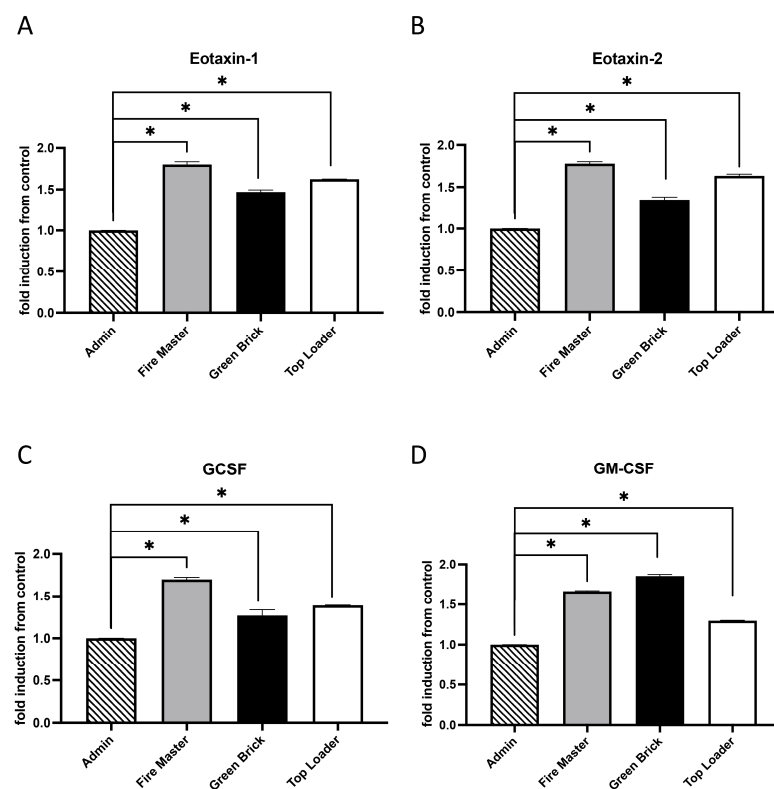 A
Eotaxin-1
*
*
*
fold induction from control
2.0
1.5
1.0
0.5
0.0
Admin
Fire Master
Green Brick
Top Loader
B
Eotaxin-2
*
*
*
fold induction from control
2.0
1.5
1.0
0.5
0.0
Admin
Fire Master
Green Brick
Top Loader
C
GCSF
*
*
*
fold induction from control
2.0
1.5
1.0
0.5
0.0
Admin
Fire Master
Green Brick
Top Loader
D
GM-CSF
*
*
*
fold induction from control
2.0
1.5
1.0
0.5
0.0
Admin
Fire Master
Green Brick
Top Loader